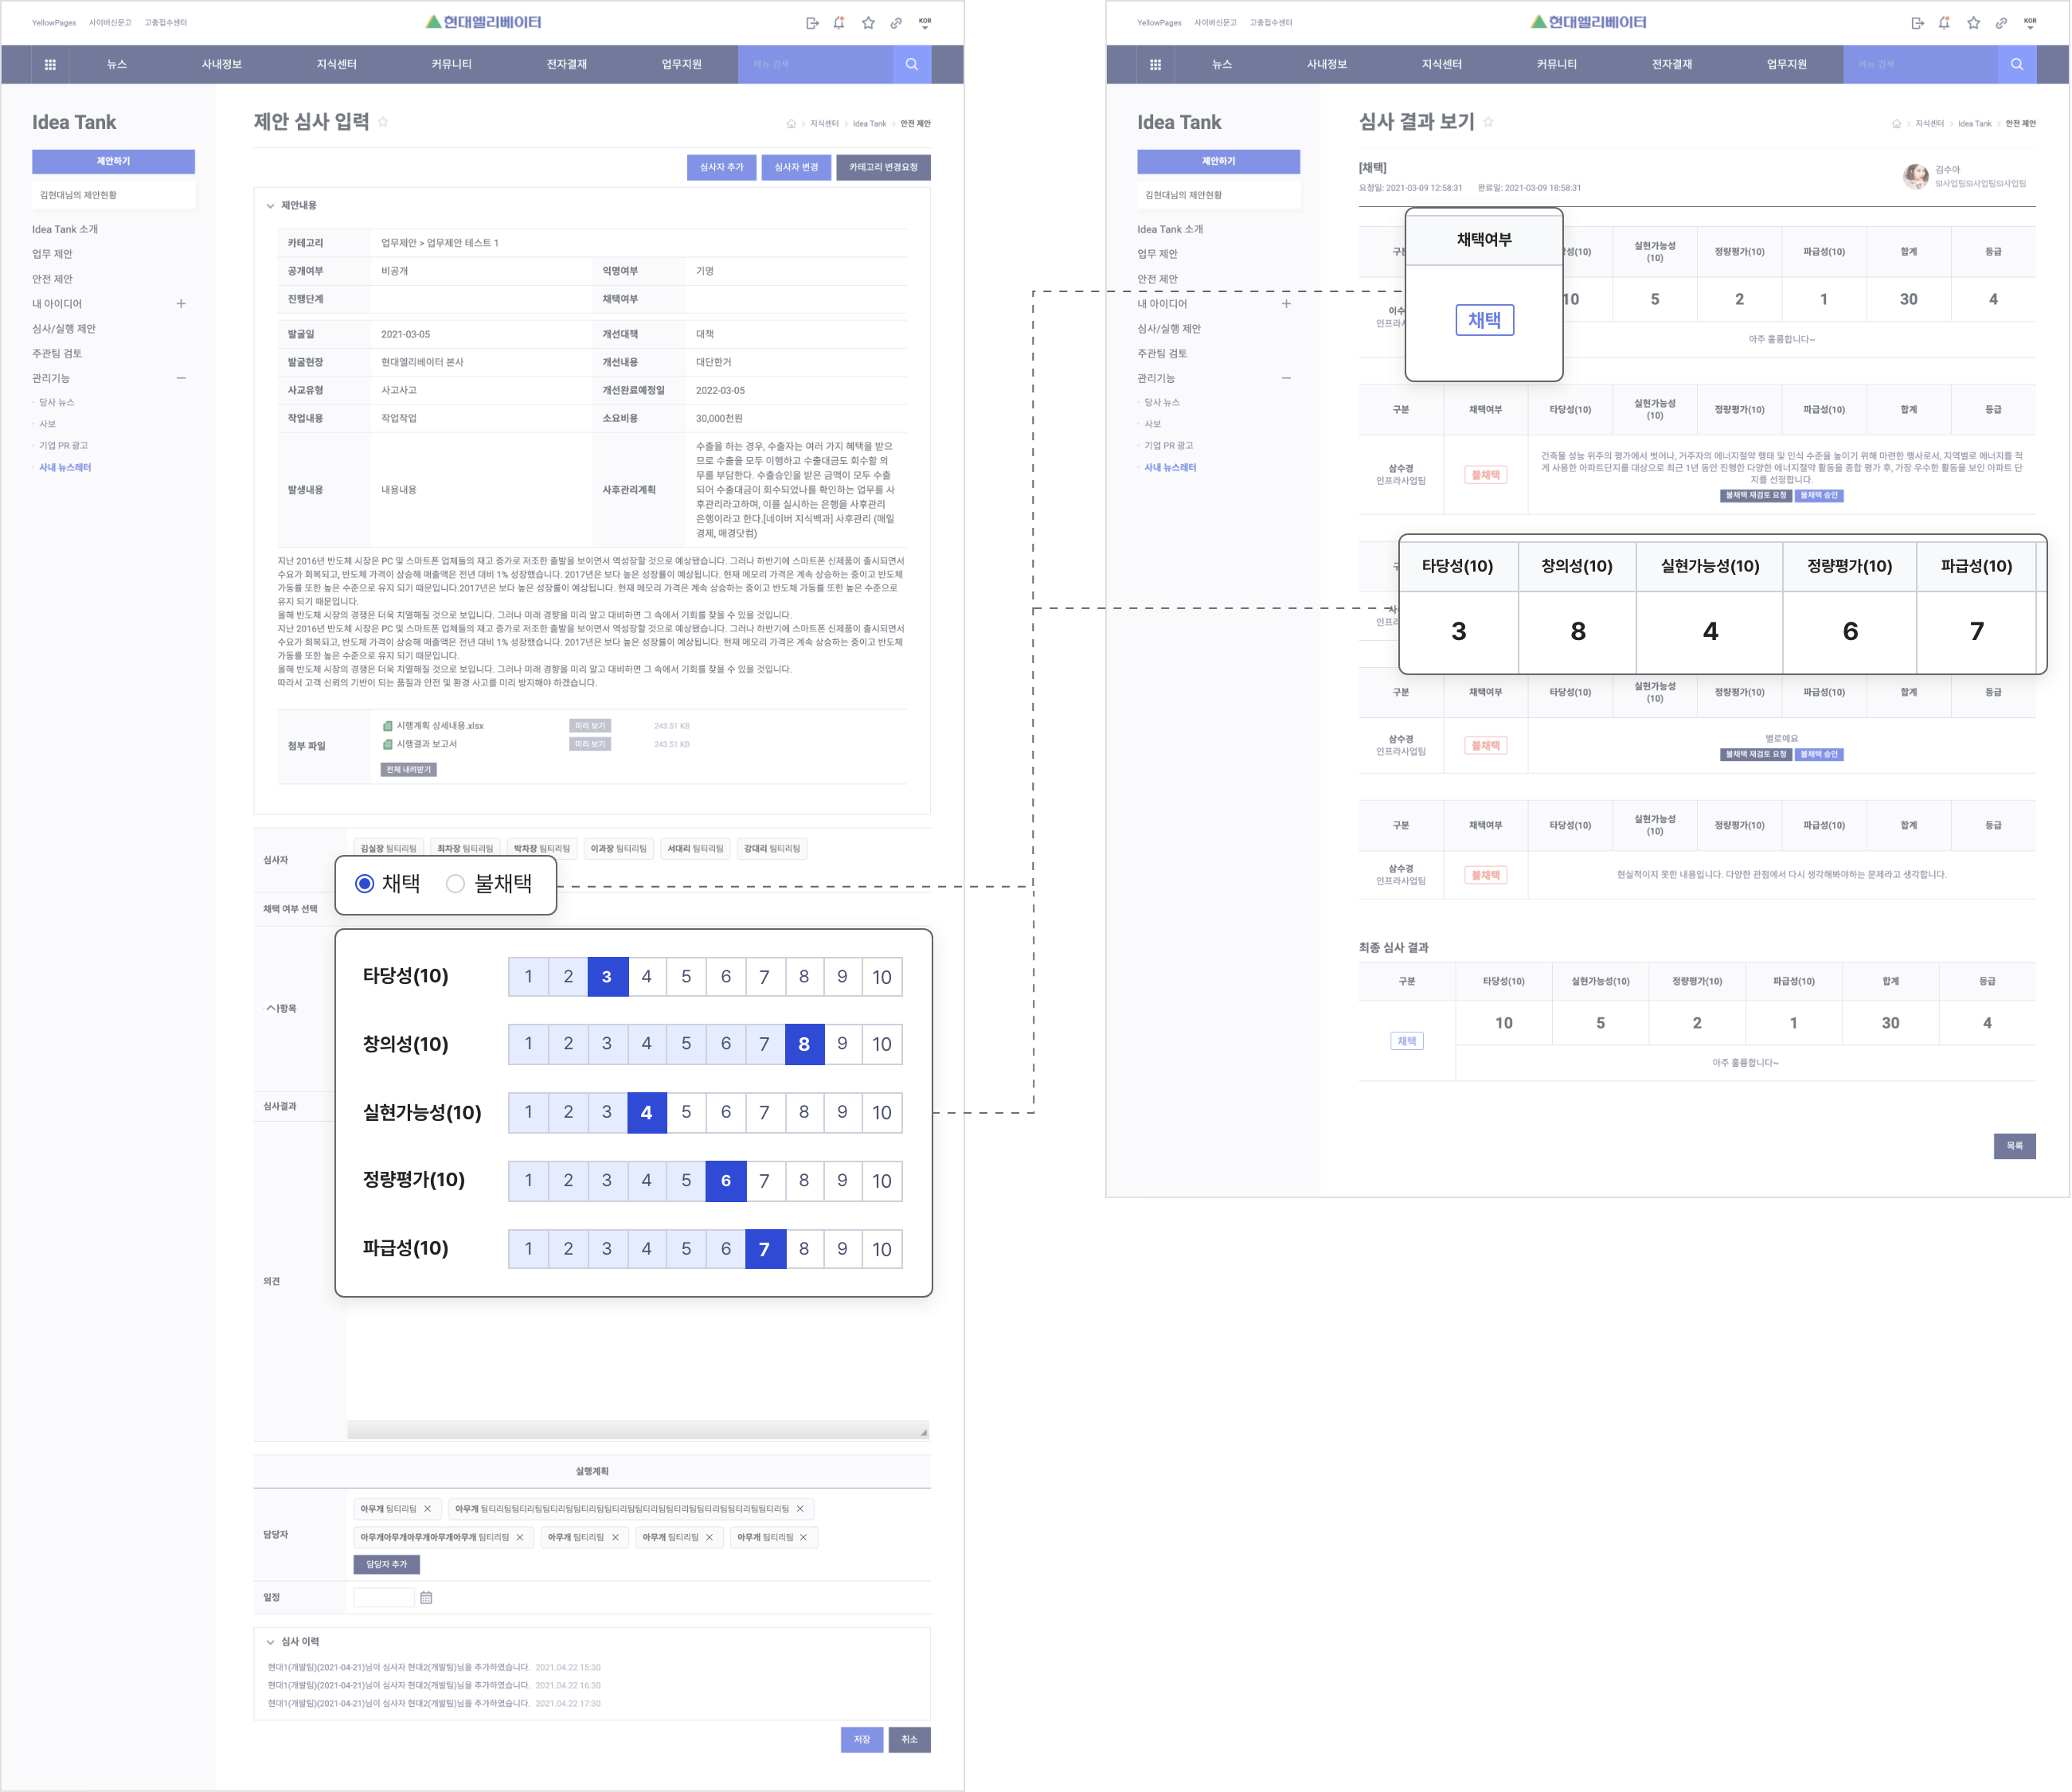 YellowPages 사이버신문고 고충접수센터
현대엘리베이터
KOR
뉴스 사내정보 지식센터 커뮤니티 전자결재 업무지원 메뉴 검색
Idea Tank
제안하기
김현대님의 제안현황
Idea Tank 소개
업무 제안
안전 제안
내 아이디어
심사/실행 제안
주관팀 검토
관리기능
당사 뉴스
사보
기업 PR 광고
사내 뉴스레터
제안 심사 입력
지식센터 > Idea Tank > 안전 제안
심사자 추가 심사자 변경 카테고리 변경요청
제안내용
카테고리 업무제안 > 업무제안 테스트 1
공개여부 비공개 익명여부 기명
진행단계 채택여부
발굴일 2021-03-05 개선대책 대책
발굴현장 현대엘리베이터 본사 개선내용 대단한거
사교유형 사고사고 개선완료예정일 2022-03-05
작업내용 작업작업 소요비용 30,000천원
발생내용 내용내용 사후관리계획
수출을 하는 경우, 수출자는 여러 가지 혜택을 받으
므로 수출을 모두 이행하고 수출대금도 회수할 의
무를 부담한다. 수출승인을 받은 금액이 모두 수출
되어 수출대금이 회수되었나를 확인하는 업무를 사
후관리라고하며, 이를 실시하는 은행을 사후관리
은행이라고 한다.[네이버 지식백과] 사후관리 (매일
경제, 매경닷컴)
지난 2016년 반도체 시장은 PC 및 스마트폰 업체들의 재고 증가로 저조한 출발을 보이면서 역성장할 것으로 예상됐습니다. 그러나 하반기에 스마트폰 신제품이 출시되면서
수요가 회복되고, 반도체 가격이 상승해 매출액은 전년 대비 1% 성장했습니다. 2017년은 보다 높은 성장률이 예상됩니다. 현재 메모리 가격은 계속 상승하는 중이고 반도체
가동률 또한 높은 수준으로 유지 되기 때문입니다.2017년은 보다 높은 성장률이 예상됩니다. 현재 메모리 가격은 계속 상승하는 중이고 반도체 가동률 또한 높은 수준으로
유지 되기 때문입니다.
올해 반도체 시장의 경쟁은 더욱 치열해질 것으로 보입니다. 그러나 미래 경향을 미리 알고 대비하면 그 속에서 기회를 찾을 수 있을 것입니다.
지난 2016년 반도체 시장은 PC 및 스마트폰 업체들의 재고 증가로 저조한 출발을 보이면서 역성장할 것으로 예상됐습니다. 그러나 하반기에 스마트폰 신제품이 출시되면서
수요가 회복되고, 반도체 가격이 상승해 매출액은 전년 대비 1% 성장했습니다. 2017년은 보다 높은 성장률이 예상됩니다. 현재 메모리 가격은 계속 상승하는 중이고 반도체
가동률 또한 높은 수준으로 유지 되기 때문입니다.
올해 반도체 시장의 경쟁은 더욱 치열해질 것으로 보입니다. 그러나 미래 경향을 미리 알고 대비하면 그 속에서 기회를 찾을 수 있을 것입니다.
따라서 고객 신뢰의 기반이 되는 품질과 안전 및 환경 사고를 미리 방지해야 하겠습니다.
첨부 파일
시행계획 상세내용.xlsx 미리 보기 243.51 KB
시행결과 보고서 미리 보기 243.51 KB
전체 내려받기
심사자 김실장 팀티리팀 최차장 팀티리팀 박차장 팀티리팀 이과장 팀티리팀 서대리 팀티리팀 강대리 팀티리팀
채택 불채택
채택 여부 선택
타당성(10) 1 2 3 4 5 6 7 8 9 10
사항목
창의성(10) 1 2 3 4 5 6 7 8 9 10
심사결과
실현가능성(10) 1 2 3 4 5 6 7 8 9 10
정량평가(10) 1 2 3 4 5 6 7 8 9 10
파급성(10) 1 2 3 4 5 6 7 8 9 10
의견
실행계획
담당자
아무개 팀티리팀 아무개 팀티리팀팀티리팀팀티리팀팀티리팀팀티리팀팀티리팀팀티리팀팀티리팀팀티리팀
아무개아무개아무개아무개아무개 팀티리팀 아무개 팀티리팀 아무개 팀티리팀 아무개 팀티리팀
담당자 추가
일정
심사 이력
현대1(개발팀)(2021-04-21)님이 심사자 현대2(개발팀)님을 추가하였습니다. 2021.04.22 15:30
현대1(개발팀)(2021-04-21)님이 심사자 현대2(개발팀)님을 추가하였습니다. 2021.04.22 16:30
현대1(개발팀)(2021-04-21)님이 심사자 현대2(개발팀)님을 추가하였습니다. 2021.04.22 17:30
저장 취소
YellowPages 사이버신문고 고충접수센터
현대엘리베이터
KOR
뉴스 사내정보 지식센터 커뮤니티 전자결재 업무지원 메뉴 검색
Idea Tank
제안하기
김현대님의 제안현황
Idea Tank 소개
업무 제안
안전 제안
내 아이디어
심사/실행 제안
주관팀 검토
관리기능
당사 뉴스
사보
기업 PR 광고
사내 뉴스레터
심사 결과 보기
지식센터 > Idea Tank > 안전 제안
[채택]
요청일: 2021-03-09 12:58:31 완료일: 2021-03-09 18:58:31
김수아
SI사업팀SI사업팀SI사업팀
채택여부
채택
구 성(10) 실현가능성(10) 정량평가(10) 파급성(10) 합계 등급
이수
인프라
10 5 2 1 30 4
아주 훌륭합니다~
구분 채택여부 타당성(10) 실현가능성(10) 정량평가(10) 파급성(10) 합계 등급
삼수경
인프라사업팀
불채택
건축물 성능 위주의 평가에서 벗어나, 거주자의 에너지절약 행태 및 인식 수준을 높이기 위해 마련한 행사로서, 지역별로 에너지를 적
게 사용한 아파트단지를 대상으로 최근 1년 동안 진행한 다양한 에너지절약 활동을 종합 평가 후, 가장 우수한 활동을 보인 아파트 단
지를 선정합니다.
불채택 재검토 요청 불채택 승인
타당성(10) 창의성(10) 실현가능성(10) 정량평가(10) 파급성(10)
3 8 4 6 7
인프
구분 채택여부 타당성(10) 실현가능성(10) 정량평가(10) 파급성(10) 합계 등급
삼수경
인프라사업팀
불채택
별로예요
불채택 재검토 요청 불채택 승인
구분 채택여부 타당성(10) 실현가능성(10) 정량평가(10) 파급성(10) 합계 등급
삼수경
인프라사업팀
불채택
현실적이지 못한 내용입니다. 다양한 관점에서 다시 생각해봐야하는 문제라고 생각합니다.
최종 심사 결과
구분 타당성(10) 실현가능성(10) 정량평가(10) 파급성(10) 합계 등급
채택
10 5 2 1 30 4
아주 훌륭합니다~
목록